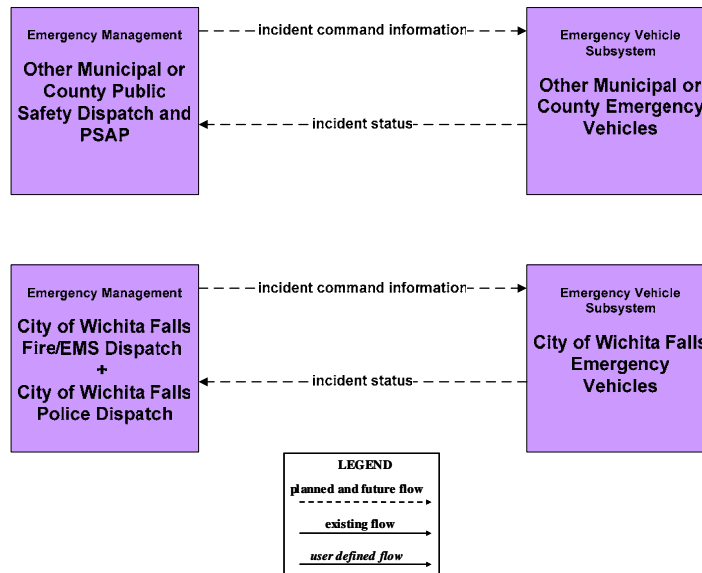 Emergency Management
Other Municipal or
County Public
Safety Dispatch and
PSAP
incident command information
incident status
Emergency Vehicle
Subsystem
Other Municipal or
County Emergency
Vehicles
Emergency Management
City of Wichita Falls
Fire/EMS Dispatch
+
City of Wichita Falls
Police Dispatch
incident command information
incident status
Emergency Vehicle
Subsystem
City of Wichita Falls
Emergency
Vehicles
LEGEND
planned and future flow
existing flow
user defined flow